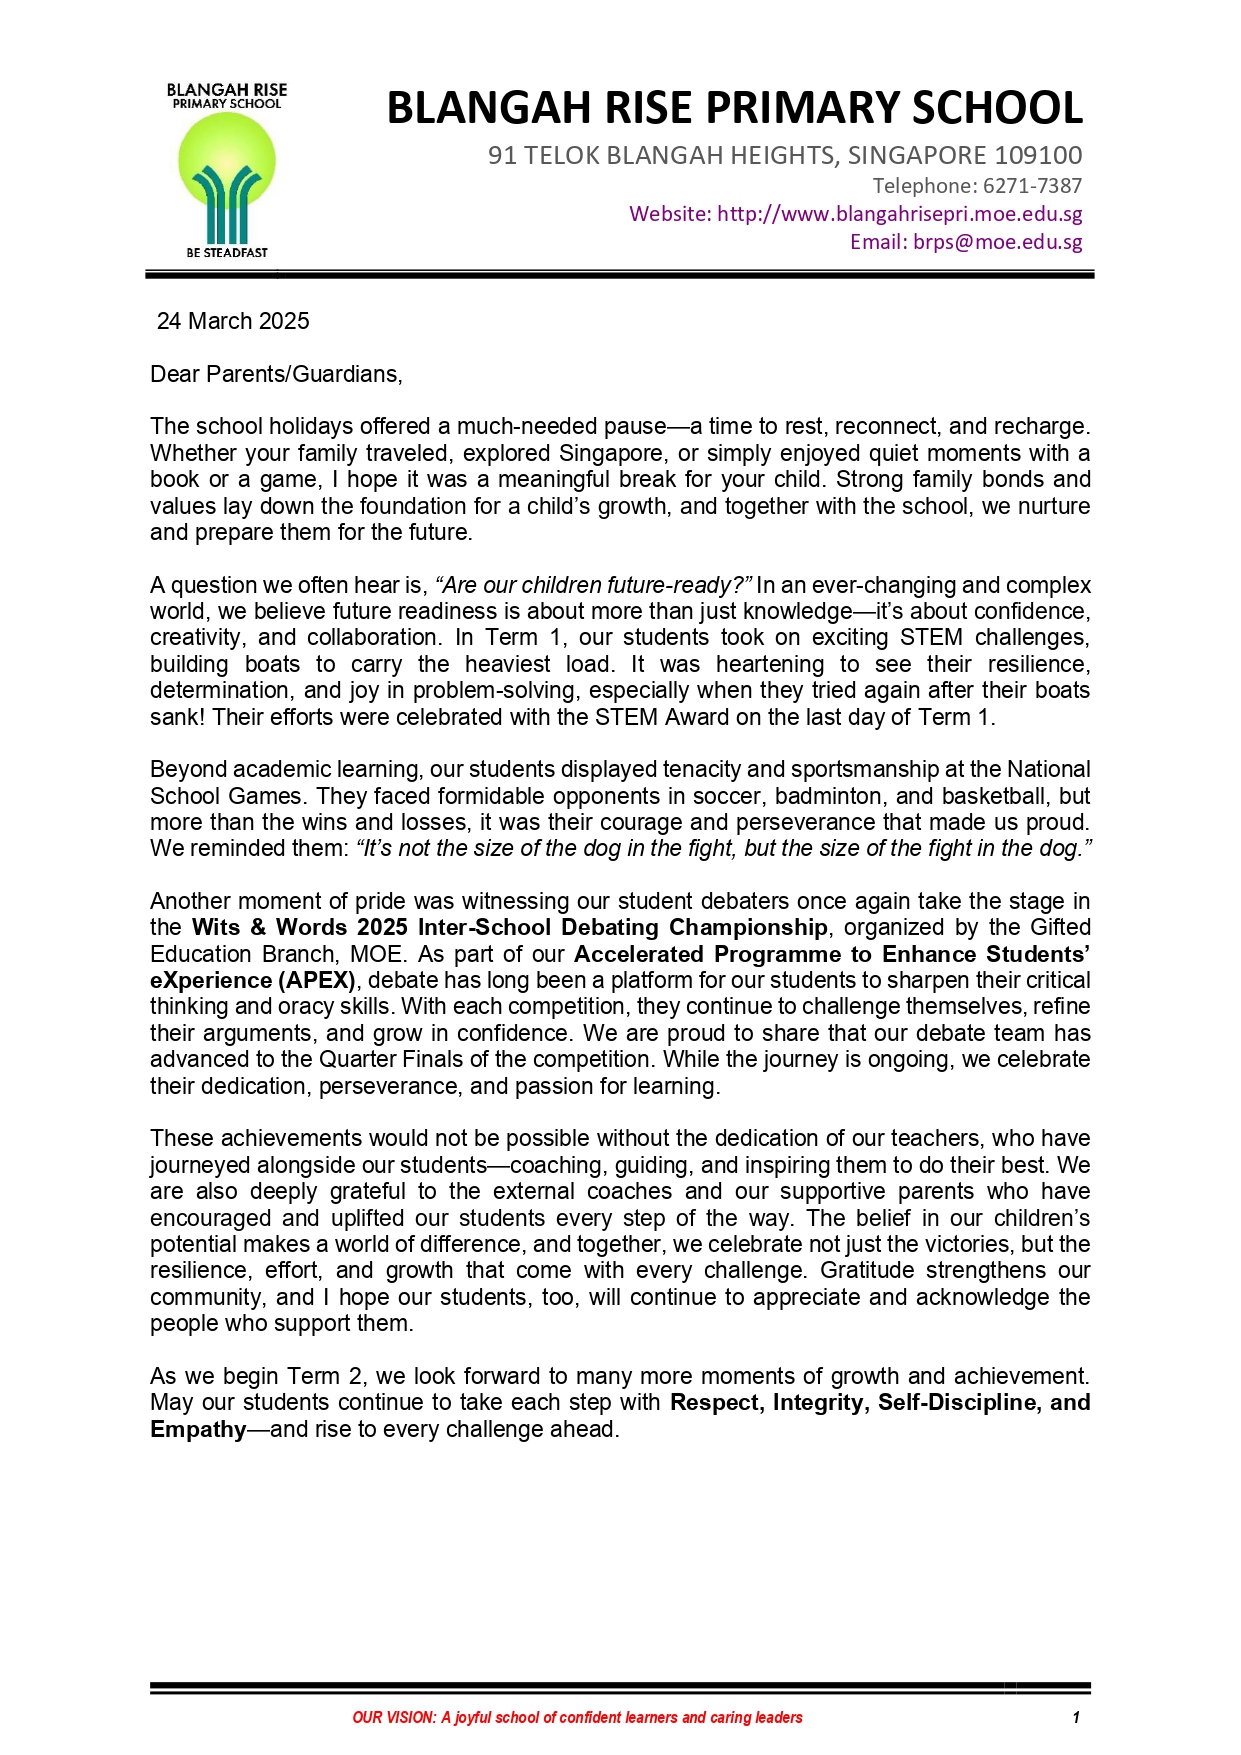 BLANGAH RISE
PRIMARY SCHOOL
BE STEADFAST
BLANGAH RISE PRIMARY SCHOOL
91 TELOK BLANGAH HEIGHTS, SINGAPORE 109100
Telephone: 6271-7387
Website: http://www.blangahrisepri.moe.edu.sg
Email: brps@moe.edu.sg
24 March 2025
Dear Parents/Guardians,
The school holidays offered a much-needed pause—a time to rest, reconnect, and recharge.
Whether your family traveled, explored Singapore, or simply enjoyed quiet moments with a
book or a game, I hope it was a meaningful break for your child. Strong family bonds and
values lay down the foundation for a child’s growth, and together with the school, we nurture
and prepare them for the future.
A question we often hear is, “Are our children future-ready?” In an ever-changing and complex
world, we believe future readiness is about more than just knowledge—it’s about confidence,
creativity, and collaboration. In Term 1, our students took on exciting STEM challenges,
building boats to carry the heaviest load. It was heartening to see their resilience,
determination, and joy in problem-solving, especially when they tried again after their boats
sank! Their efforts were celebrated with the STEM Award on the last day of Term 1.
Beyond academic learning, our students displayed tenacity and sportsmanship at the National
School Games. They faced formidable opponents in soccer, badminton, and basketball, but
more than the wins and losses, it was their courage and perseverance that made us proud.
We reminded them: “It’s not the size of the dog in the fight, but the size of the fight in the dog.”
Another moment of pride was witnessing our student debaters once again take the stage in
the Wits & Words 2025 Inter-School Debating Championship, organized by the Gifted
Education Branch, MOE. As part of our Accelerated Programme to Enhance Students’
eXperience (APEX), debate has long been a platform for our students to sharpen their critical
thinking and oracy skills. With each competition, they continue to challenge themselves, refine
their arguments, and grow in confidence. We are proud to share that our debate team has
advanced to the Quarter Finals of the competition. While the journey is ongoing, we celebrate
their dedication, perseverance, and passion for learning.
These achievements would not be possible without the dedication of our teachers, who have
journeyed alongside our students—coaching, guiding, and inspiring them to do their best. We
are also deeply grateful to the external coaches and our supportive parents who have
encouraged and uplifted our students every step of the way. The belief in our children’s
potential makes a world of difference, and together, we celebrate not just the victories, but the
resilience, effort, and growth that come with every challenge. Gratitude strengthens our
community, and I hope our students, too, will continue to appreciate and acknowledge the
people who support them.
As we begin Term 2, we look forward to many more moments of growth and achievement.
May our students continue to take each step with Respect, Integrity, Self-Discipline, and
Empathy—and rise to every challenge ahead.
OUR VISION: A joyful school of confident learners and caring leaders
1